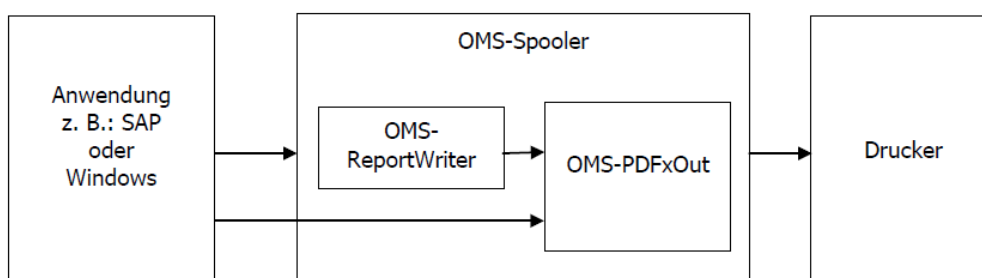 Anwendung
z. B.: SAP
oder
Windows
OMS-Spooler
OMS-
ReportWriter
OMS-PDFxOut
Drucker